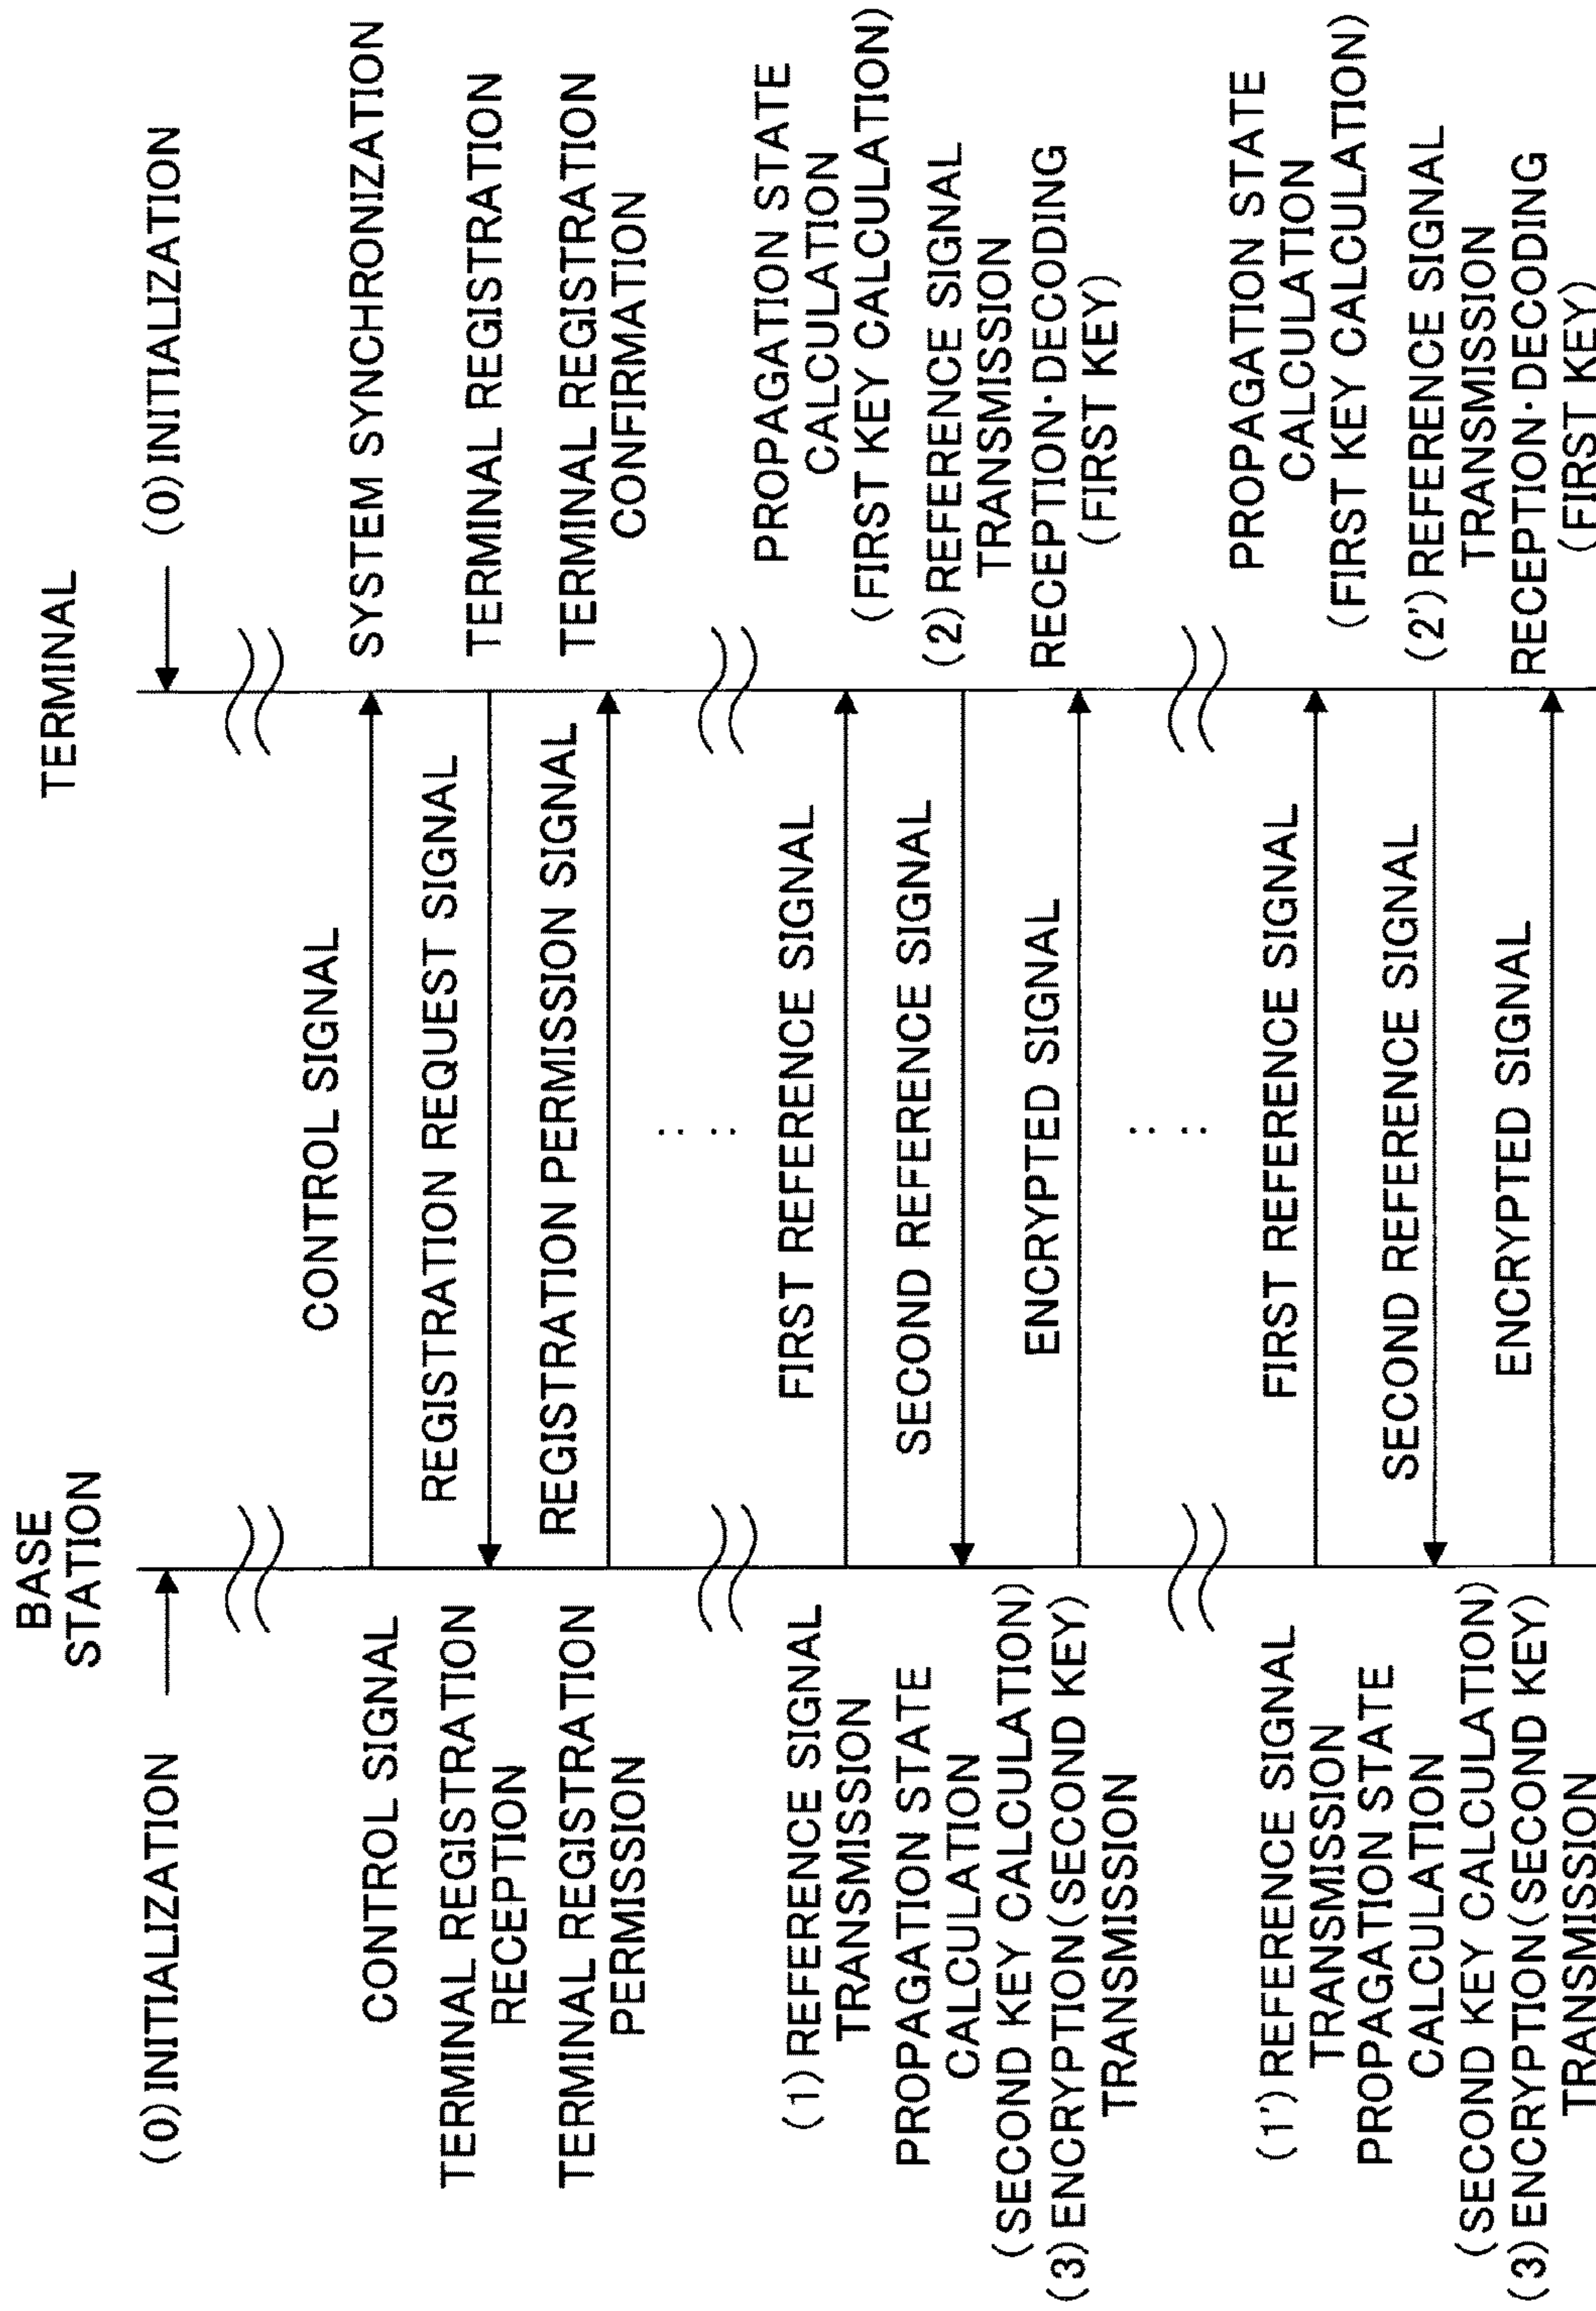 BASE
STATION
TERMINAL
(0) INITIALIZATION
(0) INITIALIZATION
CONTROL SIGNAL
CONTROL SIGNAL
SYSTEM SYNCHRONIZATION
TERMINAL REGISTRATION
RECEPTION
REGISTRATION REQUEST SIGNAL
TERMINAL REGISTRATION
TERMINAL REGISTRATION
PERMISSION
REGISTRATION PERMISSION SIGNAL
TERMINAL REGISTRATION
CONFIRMATION
(1) REFERENCE SIGNAL
TRANSMISSION
FIRST REFERENCE SIGNAL
PROPAGATION STATE
CALCULATION
(FIRST KEY CALCULATION)
PROPAGATION STATE
CALCULATION
(SECOND KEY CALCULATION)
SECOND REFERENCE SIGNAL
(2) REFERENCE SIGNAL
TRANSMISSION
(3) ENCRYPTION(SECOND KEY)
TRANSMISSION
ENCRYPTED SIGNAL
RECEPTION·DECODING
(FIRST KEY)
(1') REFERENCE SIGNAL
TRANSMISSION
FIRST REFERENCE SIGNAL
PROPAGATION STATE
CALCULATION
(FIRST KEY CALCULATION)
PROPAGATION STATE
CALCULATION
(SECOND KEY CALCULATION)
SECOND REFERENCE SIGNAL
(2') REFERENCE SIGNAL
TRANSMISSION
(3) ENCRYPTION(SECOND KEY)
TRANSMISSION
ENCRYPTED SIGNAL
RECEPTION·DECODING
(FIRST KEY)